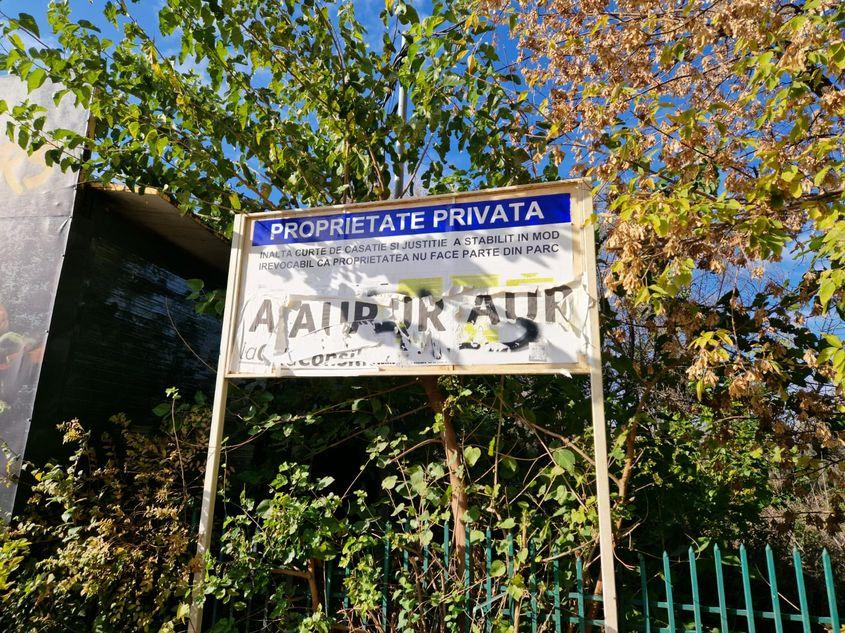 PROPRIETATE PRIVATA
INALTA CURTE DE CASATIE SI JUSTITIE A STABILIT IN MOD
IREVOCABIL CA PROPRIETATEA NU FACE PARTE DIN PARC
AUR AUR